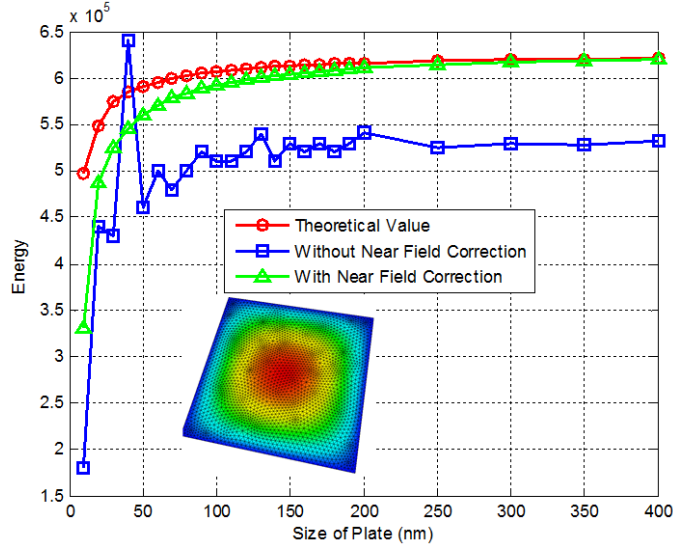 × 10⁵
6.5
6
5.5
5
4.5
4
3.5
3
2.5
2
1.5
Energy
Theoretical Value
Without Near Field Correction
With Near Field Correction
0 50 100 150 200 250 300 350 400
Size of Plate (nm)